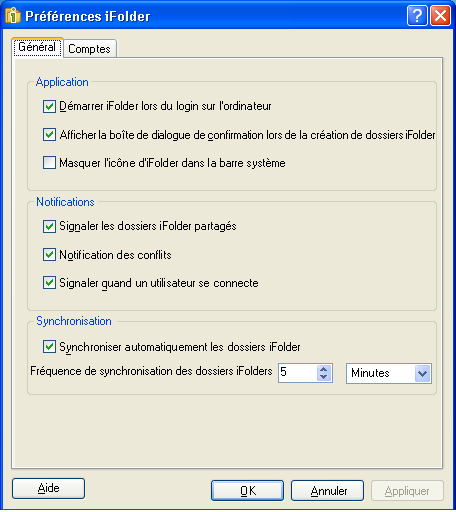 Préférences iFolder
Général Comptes
Application
Démarrer iFolder lors du login sur l'ordinateur
Afficher la boîte de dialogue de confirmation lors de la création de dossiers iFolder
Masquer l'icône d'iFolder dans la barre système
Notifications
Signaler les dossiers iFolder partagés
Notification des conflits
Signaler quand un utilisateur se connecte
Synchronisation
Synchroniser automatiquement les dossiers iFolder
Fréquence de synchronisation des dossiers iFolders 5 Minutes
Aide OK Annuler Appliquer